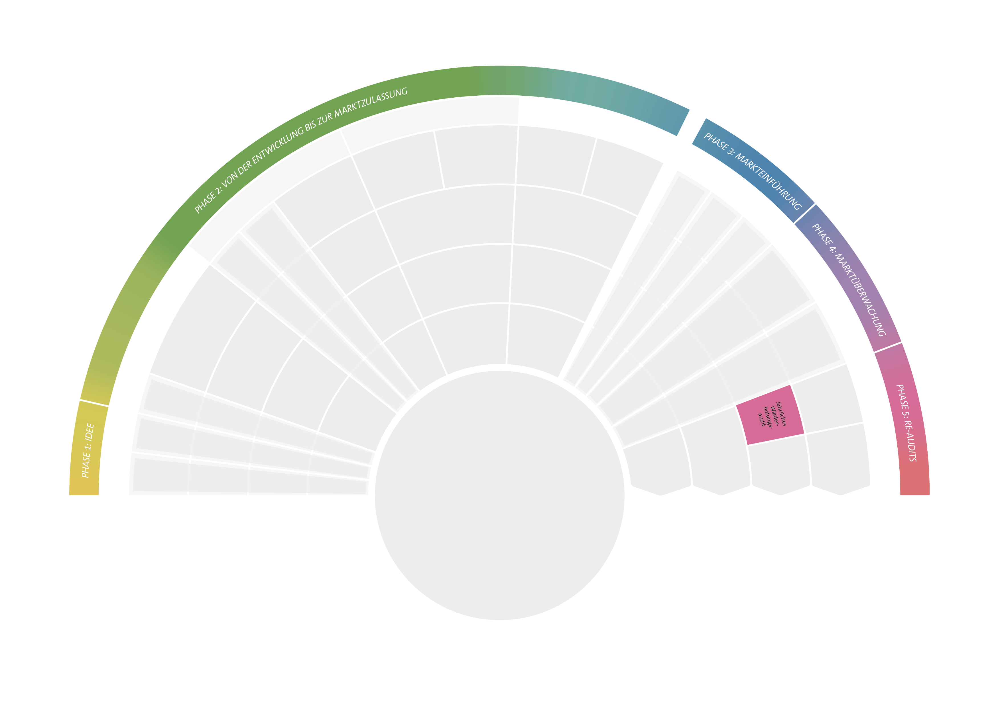 PHASE 1: IDEE
PHASE 2: VON DER ENTWICKLUNG BIS ZUR MARKTZULASSUNG
PHASE 3: MARKTEINFÜHRUNG
PHASE 4: MARKTÜBERWACHUNG
PHASE 5: RE-AUDITS
Jährliches
Wieder-
holungs-
audit